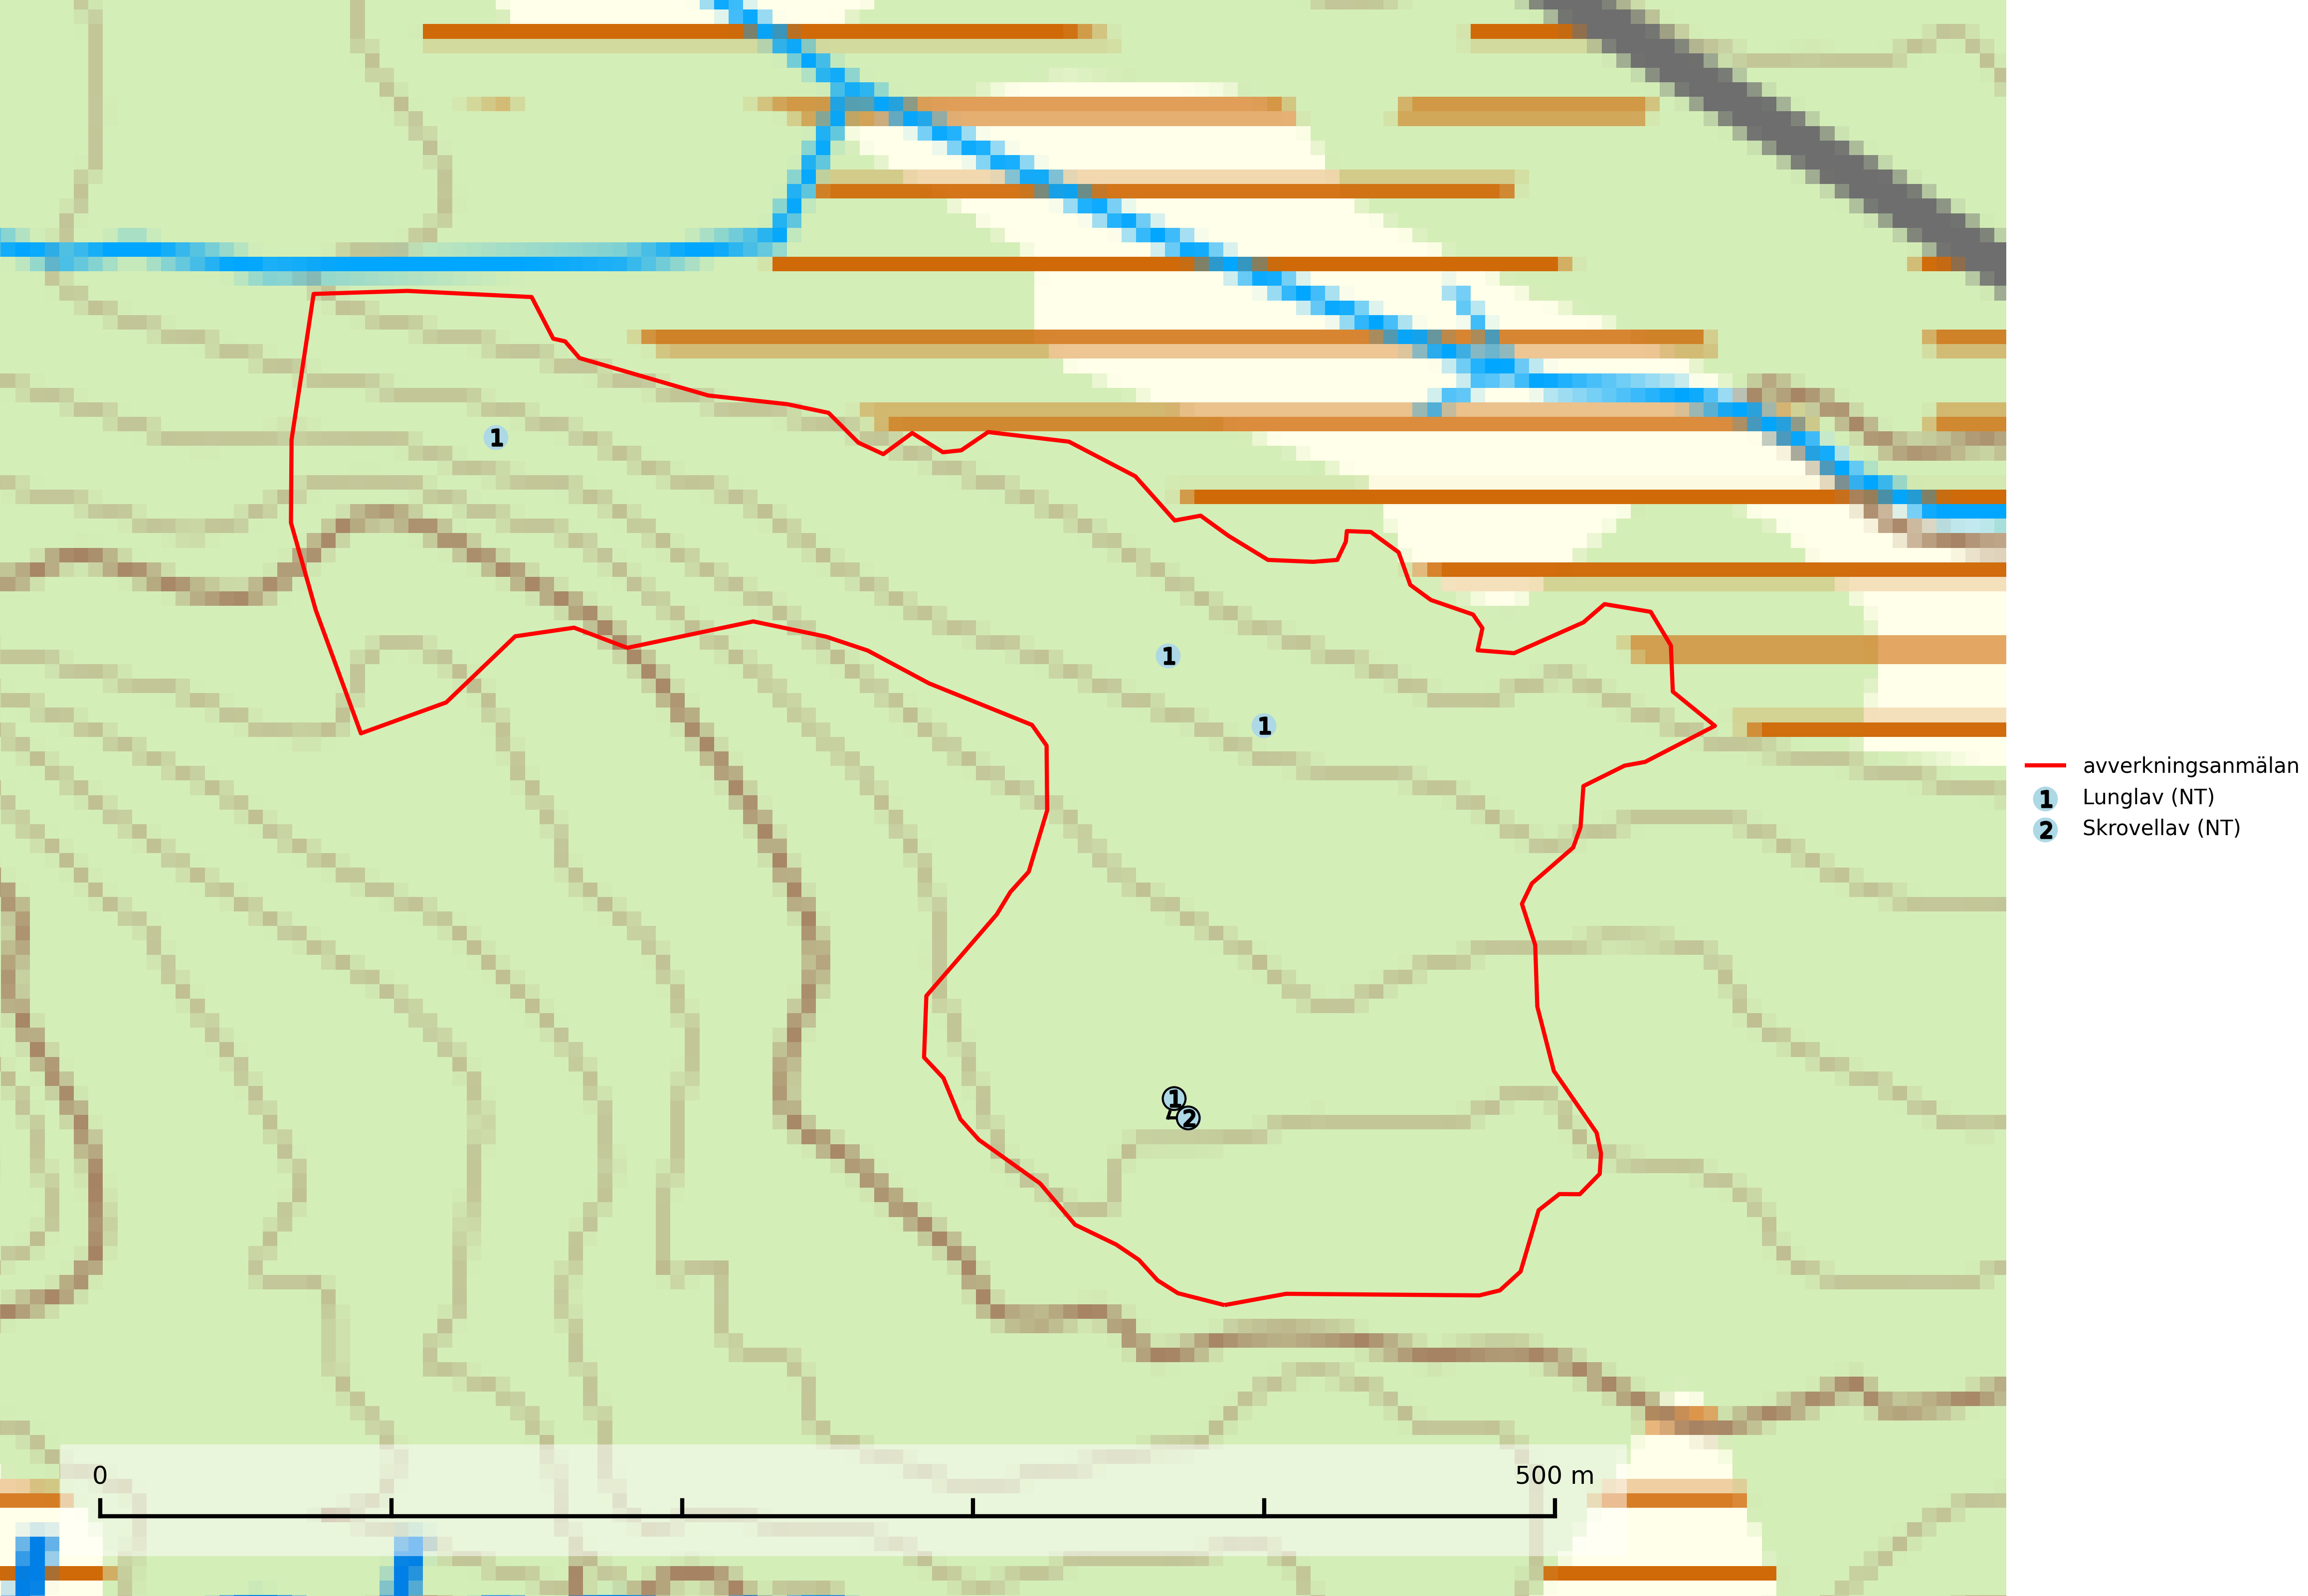 1
1
1
1
2
avverkningsanmälan
1 Lunglav (NT)
2 Skrovellav (NT)
0
500 m